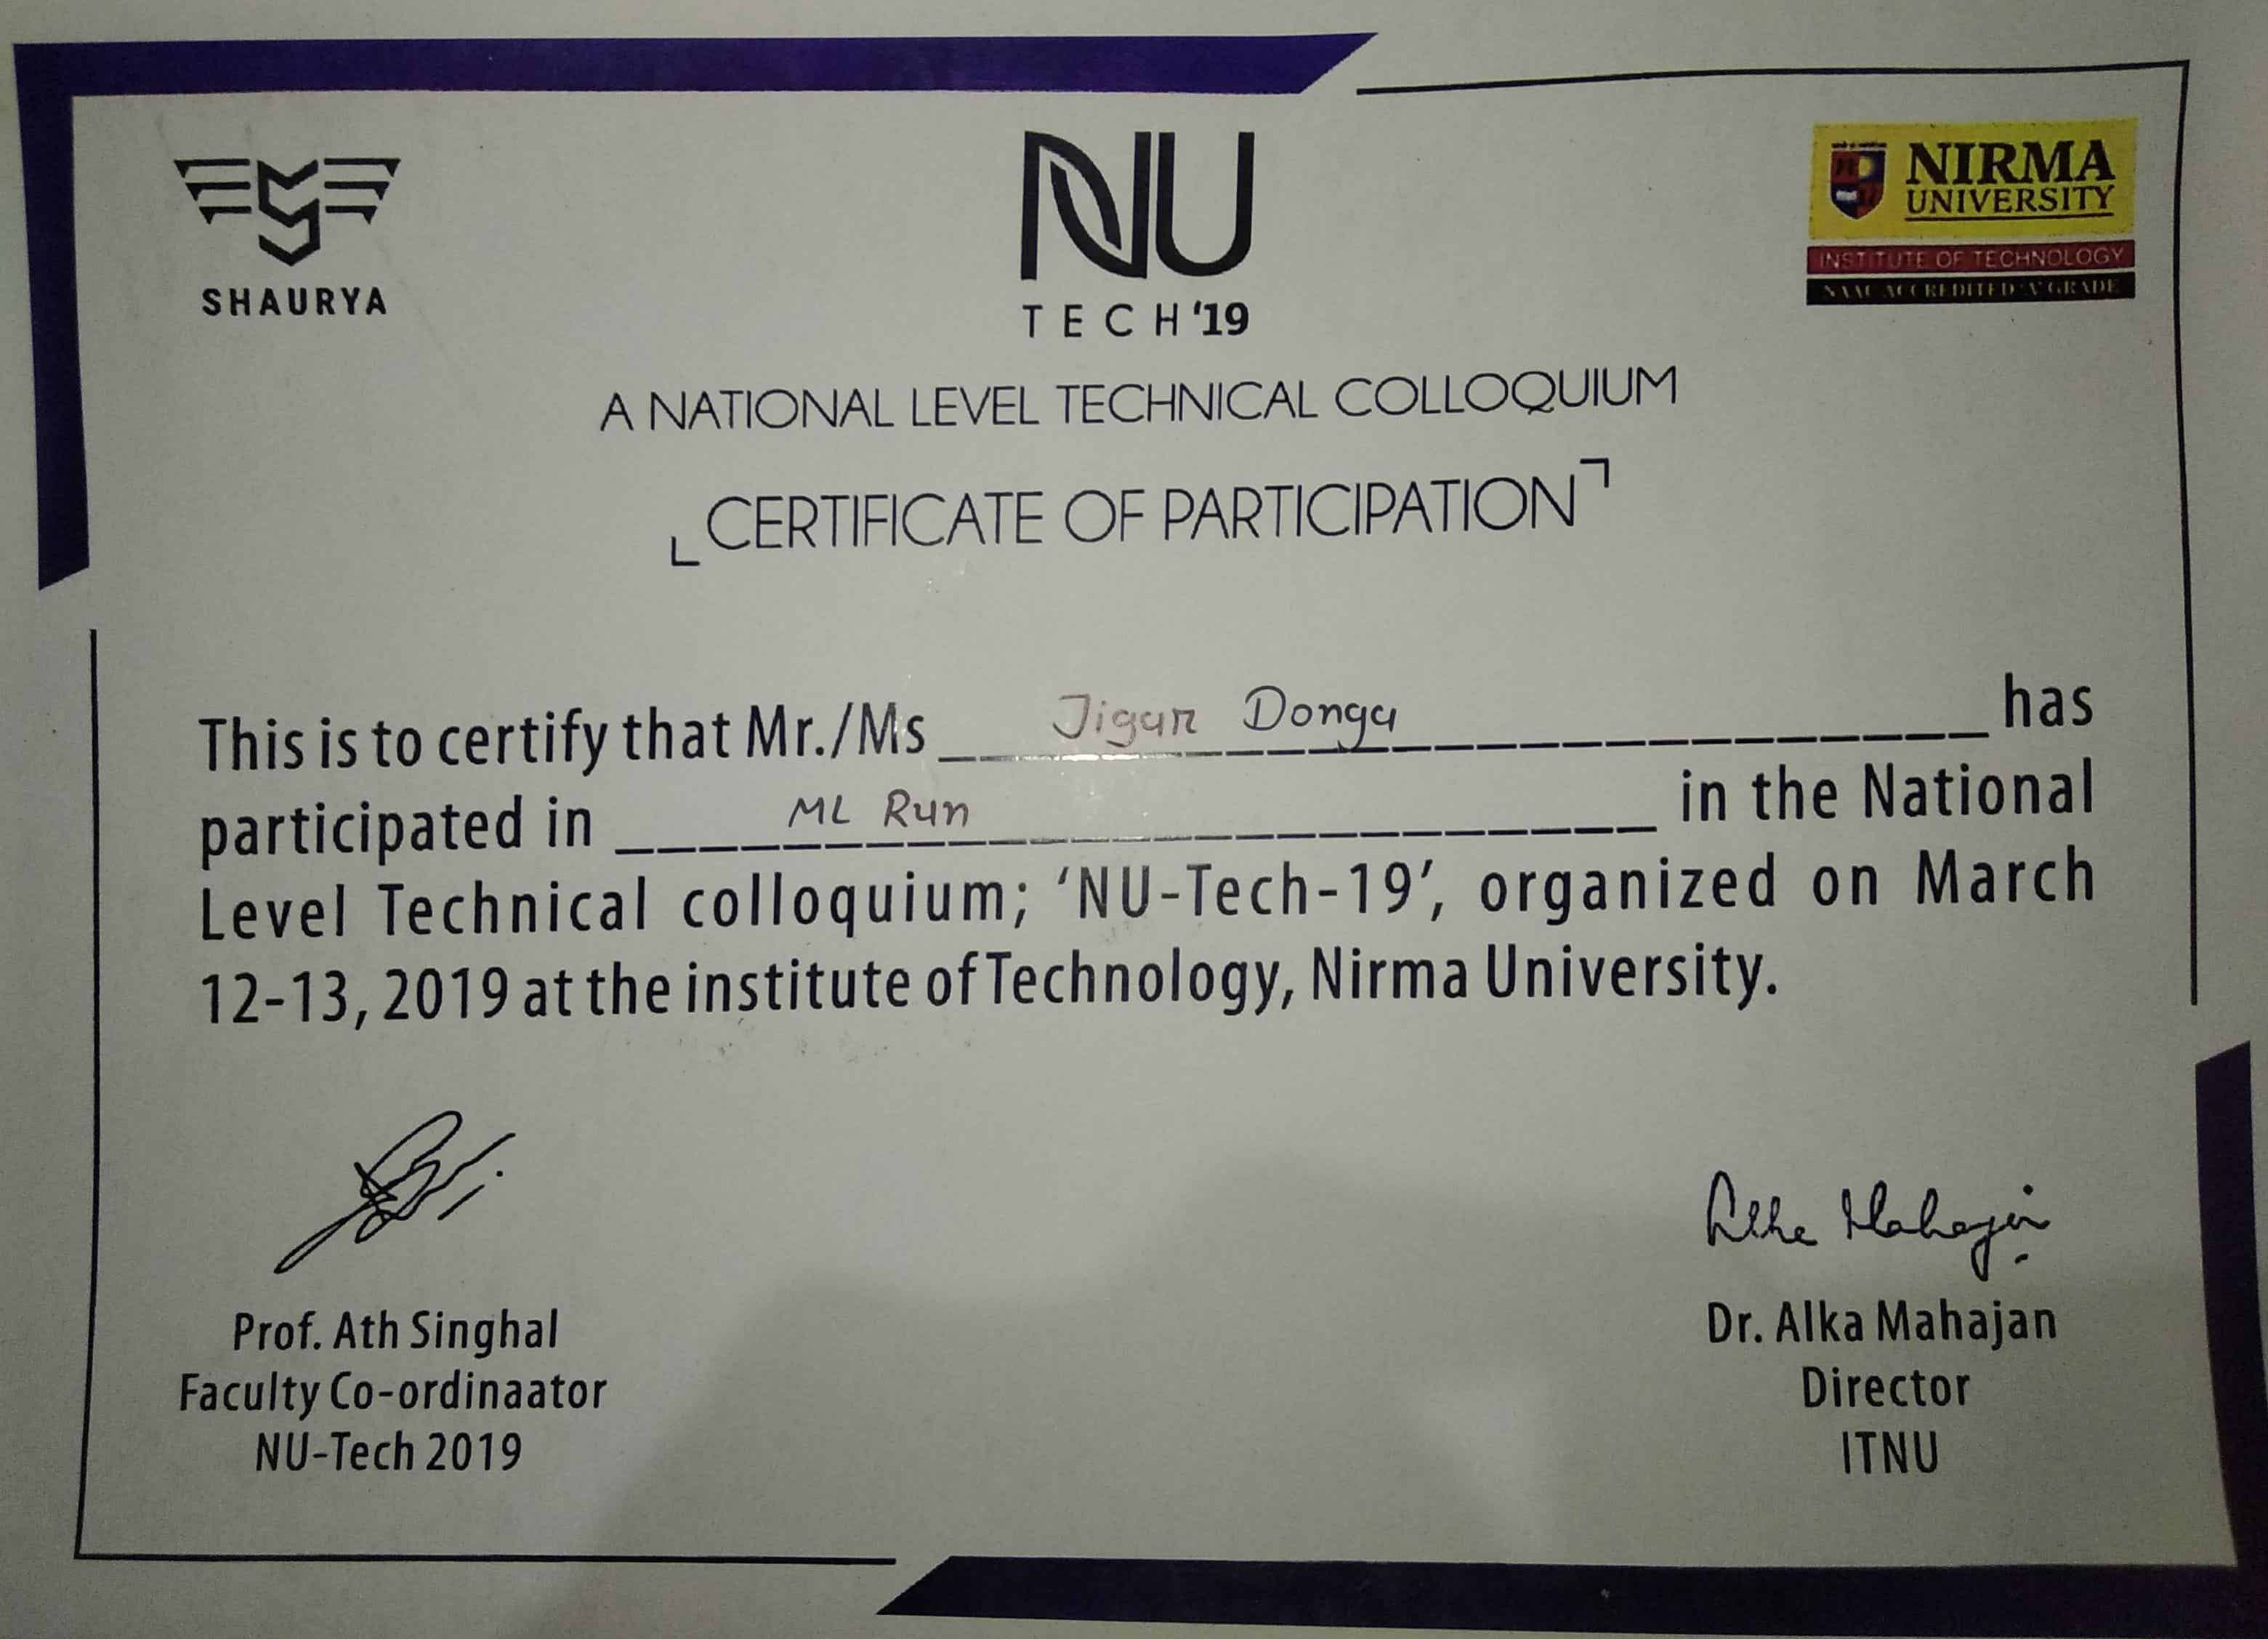 SHAURYA
NU
TECH'19
NIRMA
UNIVERSITY
INSTITUTE OF TECHNOLOGY
NAAC ACCREDITED 'A' GRADE
A NATIONAL LEVEL TECHNICAL COLLOQUIUM
CERTIFICATE OF PARTICIPATION
This is to certify that Mr./Ms Jigar Donga has
participated in ML Run in the National
Level Technical colloquium; ‘NU-Tech-19’, organized on March
12-13, 2019 at the institute of Technology, Nirma University.
Alka Mahajan
Prof. Ath Singhal
Faculty Co-ordinaator
NU-Tech 2019
Dr. Alka Mahajan
Director
ITNU